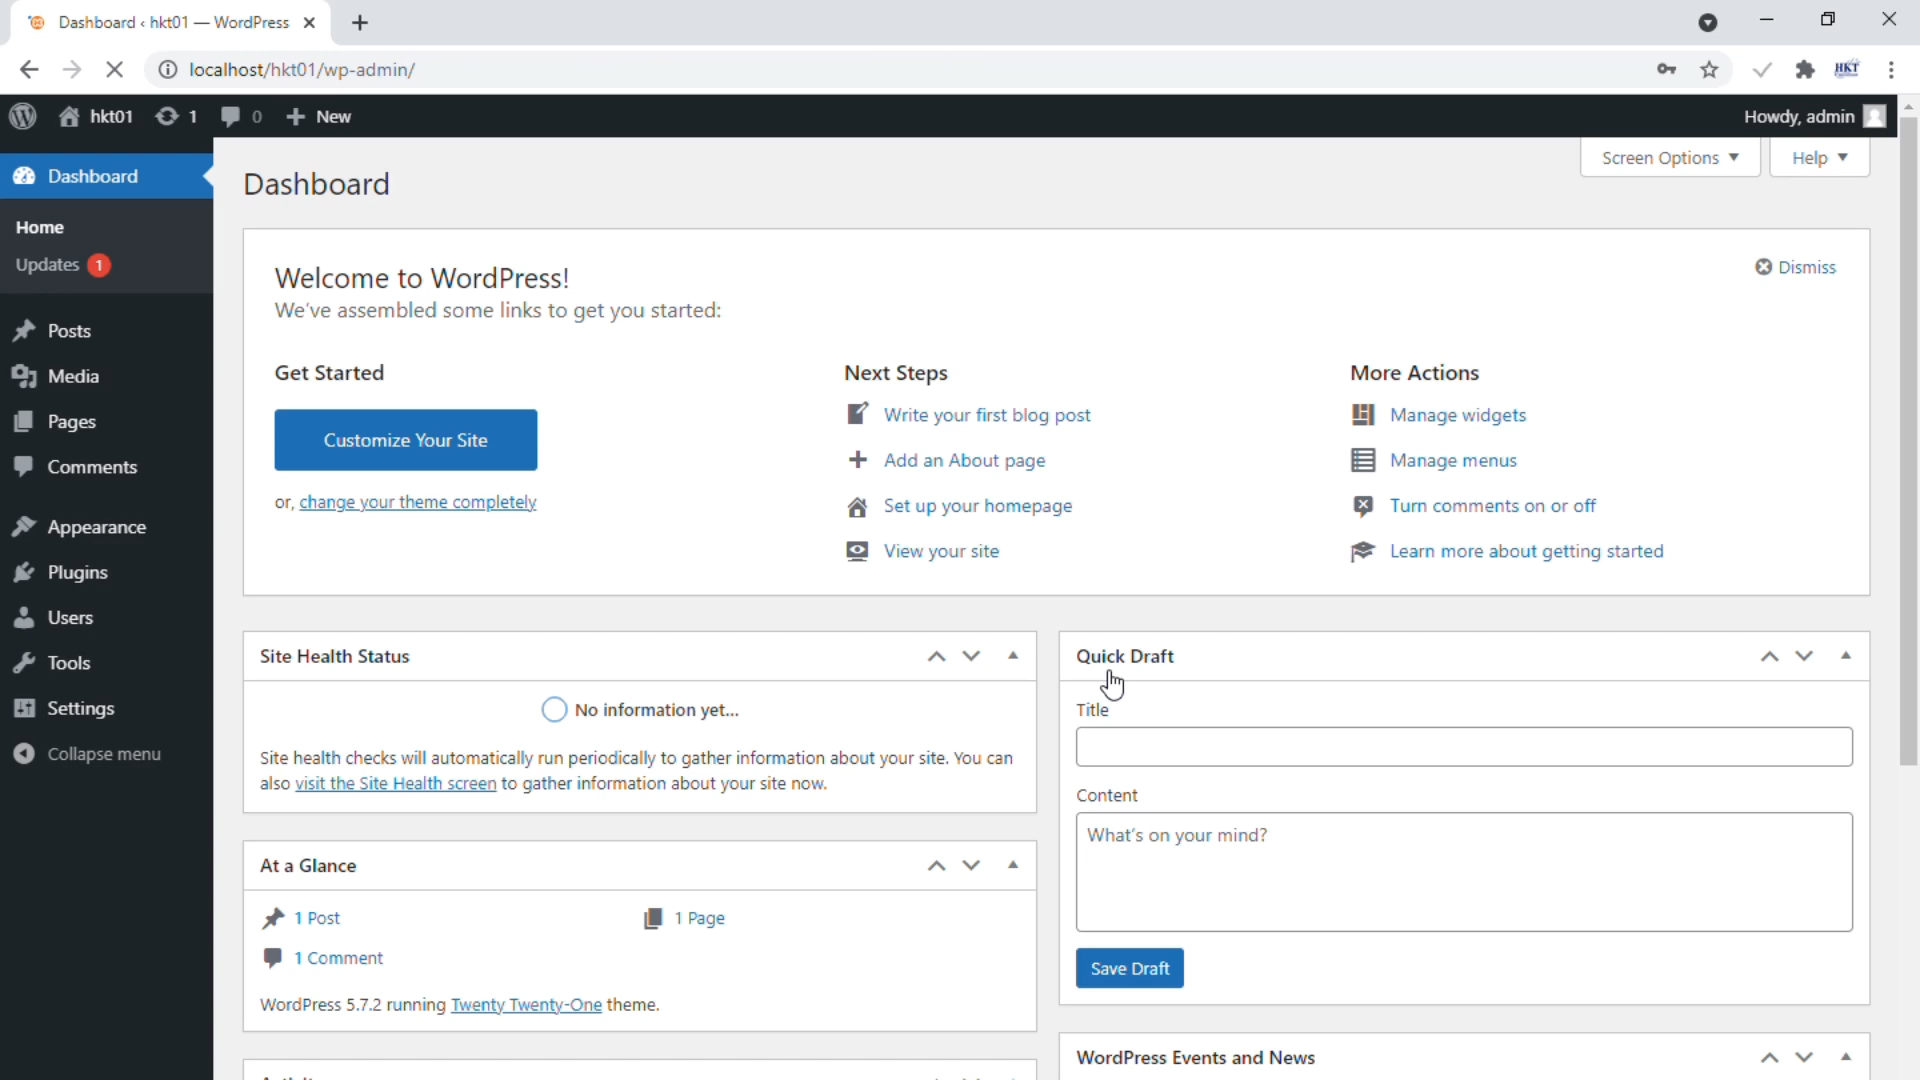 Dashboard ‹ hkt01 — WordPress
localhost/hkt01/wp-admin/
HKT
hkt01 1 0 New
Howdy, admin
Dashboard
Home
Updates 1
Posts
Media
Pages
Comments
Appearance
Plugins
Users
Tools
Settings
Collapse menu
Screen Options
Help
Dashboard
Welcome to WordPress!
We've assembled some links to get you started:
Dismiss
Get Started
Customize Your Site
or, change your theme completely
Next Steps
Write your first blog post
Add an About page
Set up your homepage
View your site
More Actions
Manage widgets
Manage menus
Turn comments on or off
Learn more about getting started
Site Health Status
No information yet...
Site health checks will automatically run periodically to gather information about your site. You can
also visit the Site Health screen to gather information about your site now.
At a Glance
1 Post
1 Page
1 Comment
WordPress 5.7.2 running Twenty Twenty-One theme.
Quick Draft
Title
Content
What's on your mind?
Save Draft
WordPress Events and News